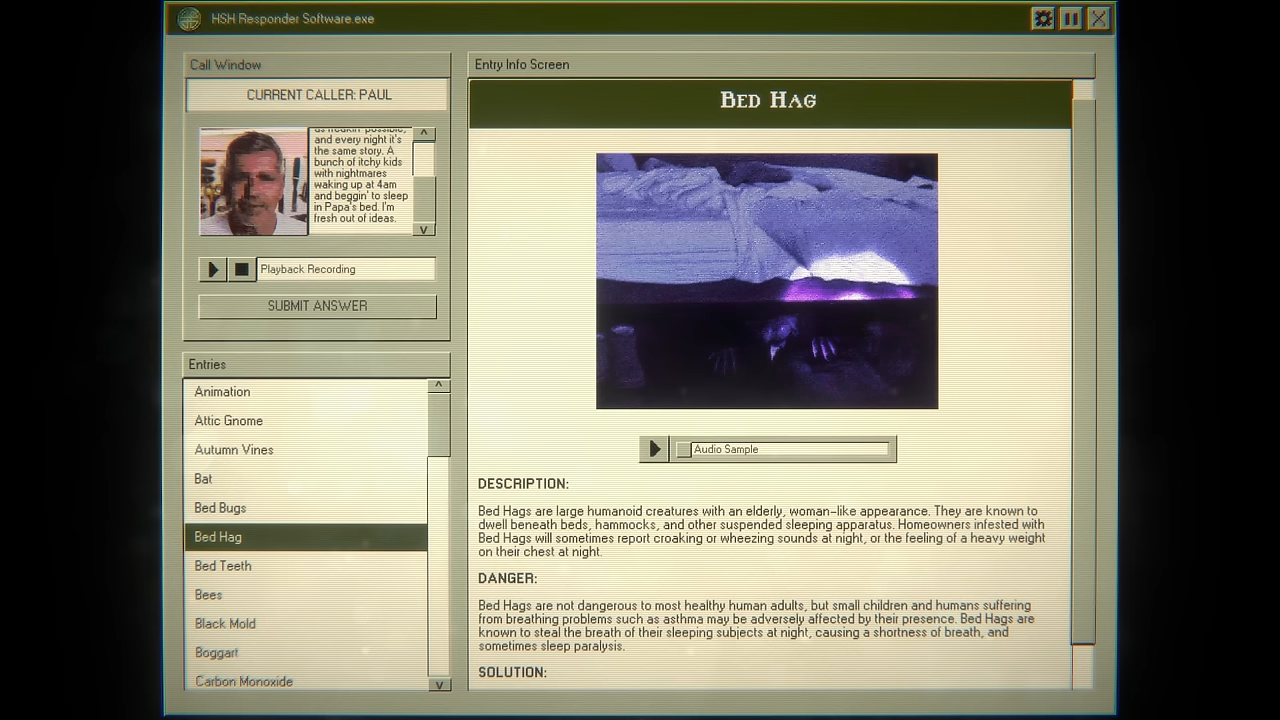 HSH Responder Software.exe
Call Window
CURRENT CALLER: PAUL
as freakin' possible,
and every night it's
the same story. A
bunch of itchy kids
with nightmares
waking up at 4am
and beggin' to sleep
in Papa's bed. I'm
fresh out of ideas.
Playback Recording
SUBMIT ANSWER
Entries
Animation
Attic Gnome
Autumn Vines
Bat
Bed Bugs
Bed Hag
Bed Teeth
Bees
Black Mold
Boggart
Carbon Monoxide
Entry Info Screen
Bed Hag
Audio Sample
DESCRIPTION:
Bed Hags are large humanoid creatures with an elderly, woman-like appearance. They are known to
dwell beneath beds, hammocks, and other suspended sleeping apparatus. Homeowners infested with
Bed Hags will sometimes report croaking or wheezing sounds at night, or the feeling of a heavy weight
on their chest at night.
DANGER:
Bed Hags are not dangerous to most healthy human adults, but small children and humans suffering
from breathing problems such as asthma may be adversely affected by their presence. Bed Hags are
known to steal the breath of their sleeping subjects at night, causing a shortness of breath, and
sometimes sleep paralysis.
SOLUTION: